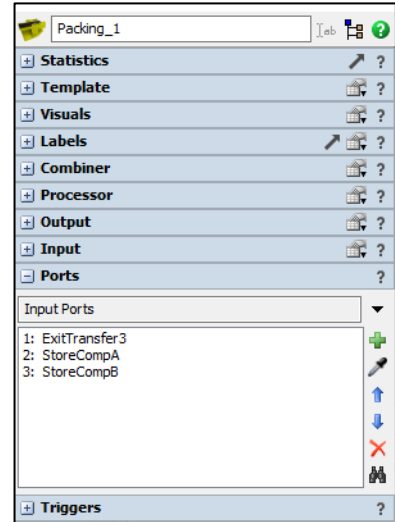 Packing_1
Statistics ?
Template ?
Visuals ?
Labels ?
Combiner ?
Processor ?
Output ?
Input ?
Ports ?
Input Ports
1: ExitTransfer3
2: StoreCompA
3: StoreCompB
Triggers ?